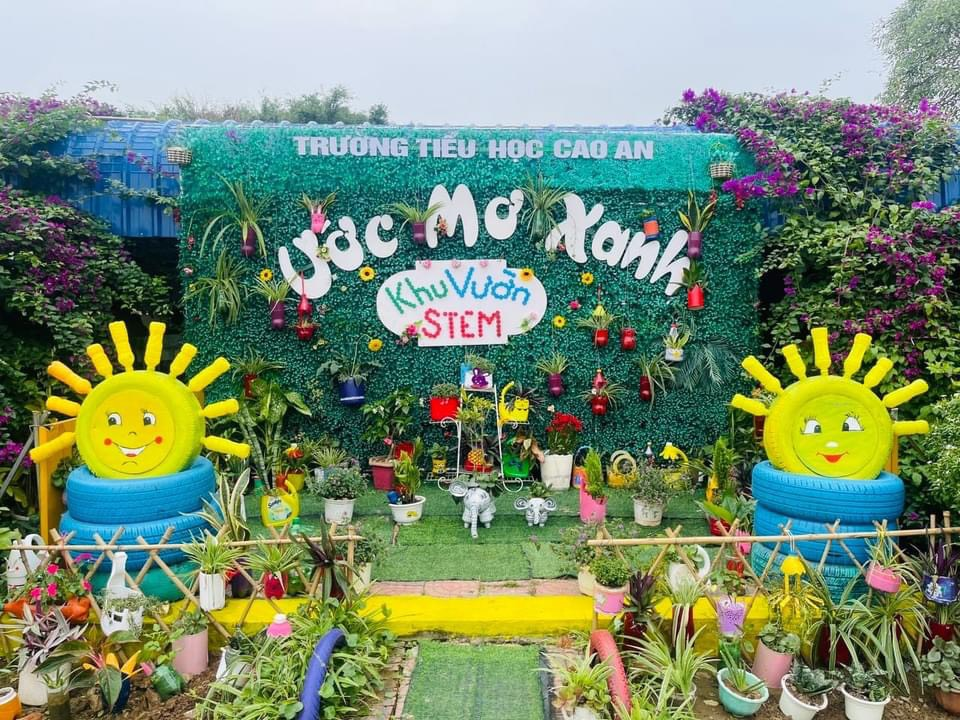 TRƯỜNG TIỂU HỌC CAO AN
Ước Mơ Xanh
Khu Vườn
STEM